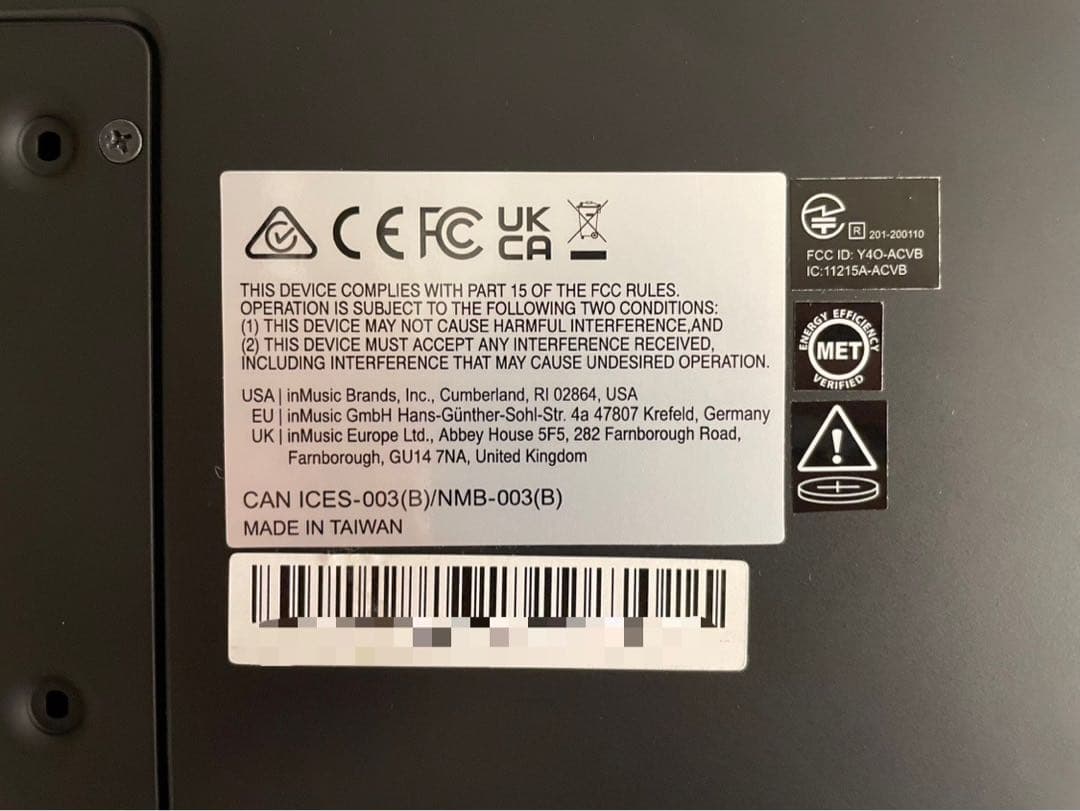 CE FC UK
CA
THIS DEVICE COMPLIES WITH PART 15 OF THE FCC RULES.
OPERATION IS SUBJECT TO THE FOLLOWING TWO CONDITIONS:
(1) THIS DEVICE MAY NOT CAUSE HARMFUL INTERFERENCE,AND
(2) THIS DEVICE MUST ACCEPT ANY INTERFERENCE RECEIVED,
INCLUDING INTERFERENCE THAT MAY CAUSE UNDESIRED OPERATION.
USA | inMusic Brands, Inc., Cumberland, RI 02864, USA
EU | inMusic GmbH Hans-Günther-Sohl-Str. 4a 47807 Krefeld, Germany
UK | inMusic Europe Ltd., Abbey House 5F5, 282 Farnborough Road,
Farnborough, GU14 7NA, United Kingdom
CAN ICES-003(B)/NMB-003(B)
MADE IN TAIWAN
R 201-200110
FCC ID: Y4O-ACVB
IC:11215A-ACVB
ENERGY EFFICIENCY
MET
VERIFIED